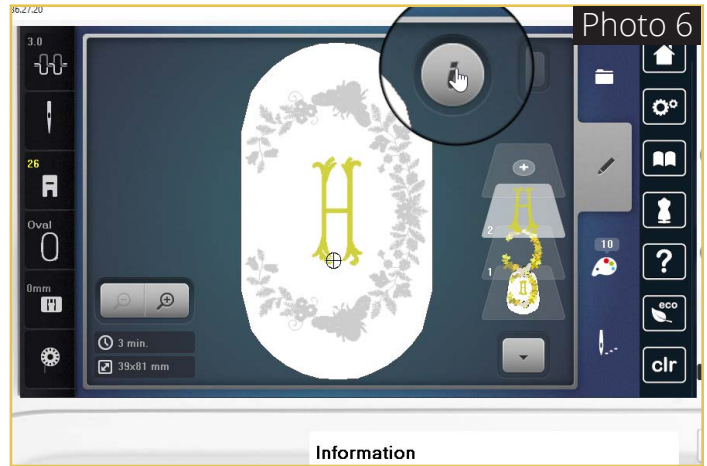 36.27.20
Photo 6
3.0
26
Oval
0mm
3 min.
39x81 mm
i
H
H
2
1
H
10
?
eco
clr
Information